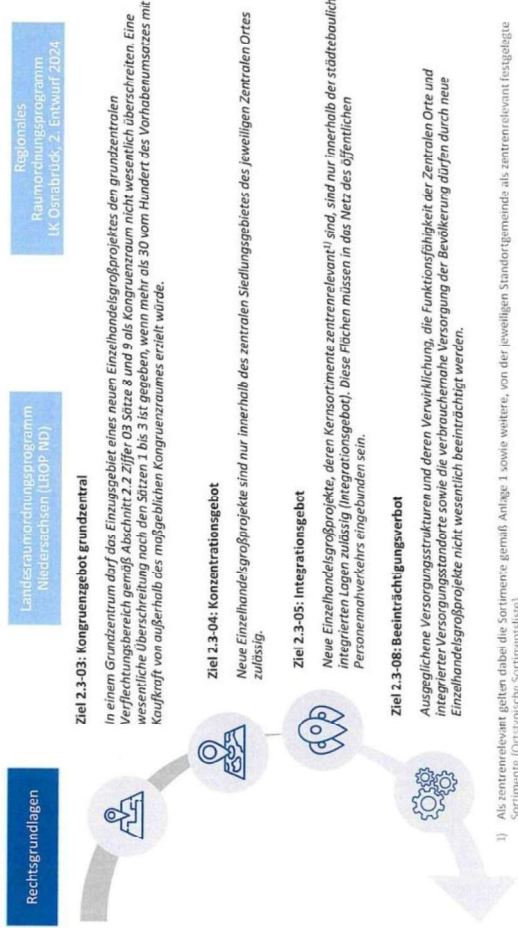 Rechtsgrundlagen
Landesraumordnungsprogramm
Niedersachsen (LROP ND)
Regionales
Raumordnungsprogramm
LK Osnabrück, 2. Entwurf 2024
Ziel 2.3-03: Kongruenzgebot grundzentral
In einem Grundzentrum darf das Einzugsgebiet eines neuen Einzelhandelsgroßprojektes den grundzentralen
Verflechtungsbereich gemäß Abschnitt 2.2 Ziffer 03 Sätze 8 und 9 als Kongruenzraum nicht wesentlich überschreiten. Eine
wesentliche Überschreitung nach den Sätzen 1 bis 3 ist gegeben, wenn mehr als 30 vom Hundert des Vorhabenumsatzes mit
Kaufkraft von außerhalb des maßgeblichen Kongruenzraumes erzielt würde.
Ziel 2.3-04: Konzentrationsgebot
Neue Einzelhandelsgroßprojekte sind nur innerhalb des zentralen Siedlungsgebietes des jeweiligen Zentralen Ortes
zulässig.
Ziel 2.3-05: Integrationsgebot
Neue Einzelhandelsgroßprojekte, deren Kernsortimente zentrenrelevant¹⁾ sind, sind nur innerhalb der städtebaulich
integrierten Lagen zulässig (Integrationsgebot). Diese Flächen müssen in das Netz des öffentlichen
Personennahverkehrs eingebunden sein.
Ziel 2.3-08: Beeinträchtigungsverbot
Ausgeglichene Versorgungsstrukturen und deren Verwirklichung, die Funktionsfähigkeit der Zentralen Orte und
integrierter Versorgungsstandorte sowie die verbrauchernahe Versorgung der Bevölkerung dürfen durch neue
Einzelhandelsgroßprojekte nicht wesentlich beeinträchtigt werden.
1) Als zentrenrelevant gelten dabei die Sortimente gemäß Anlage 1 sowie weitere, von der jeweiligen Standortgemeinde als zentrenrelevant festgelegte
Sortimente (Ortstypische Sortimentsliste)